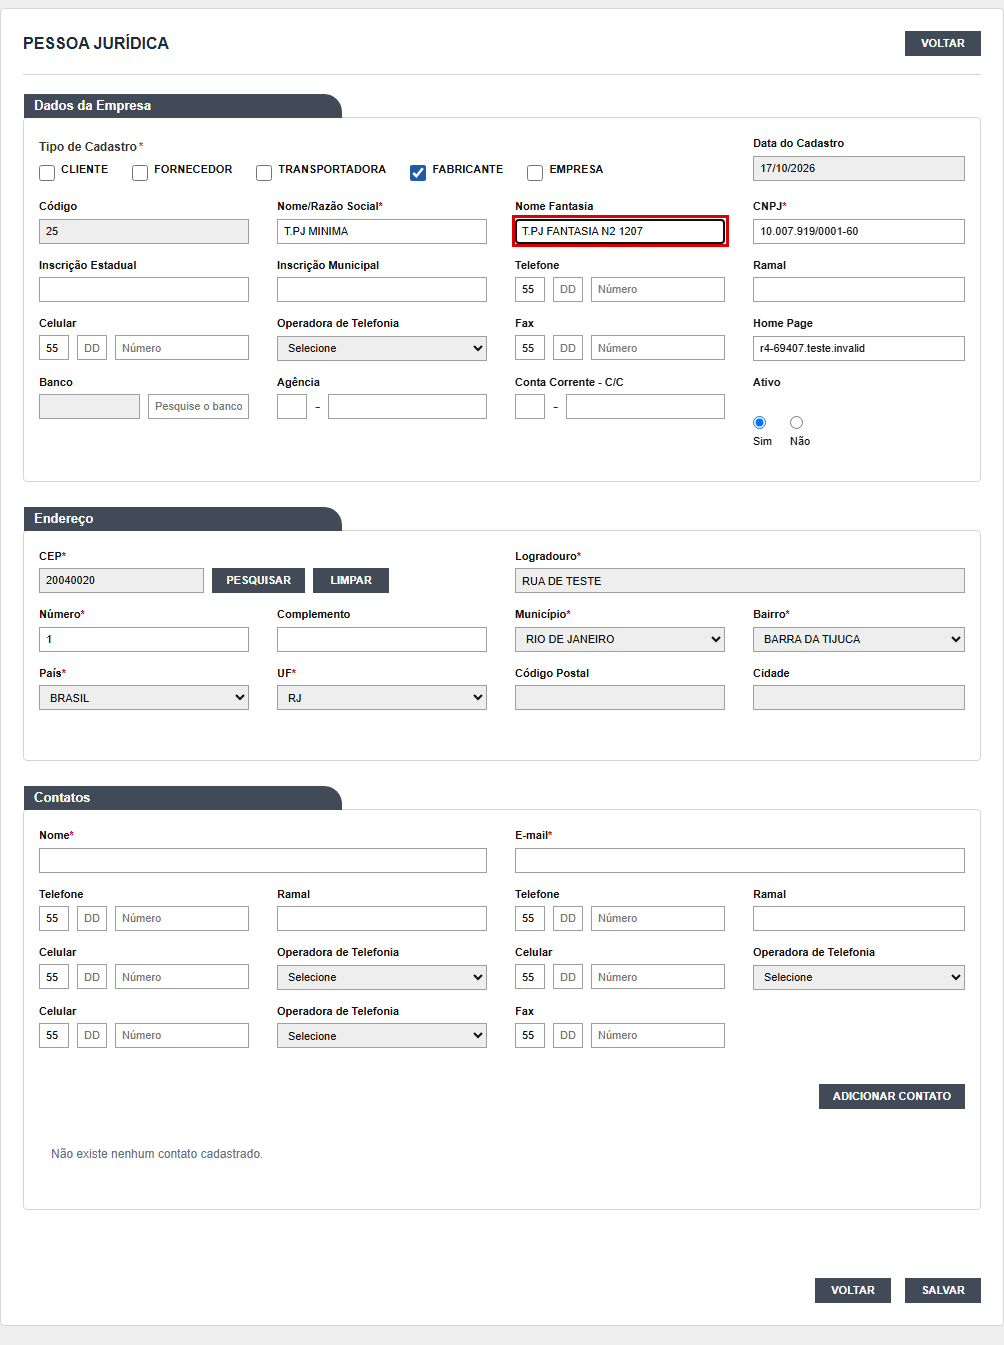 PESSOA JURÍDICA
VOLTAR
Dados da Empresa
Tipo de Cadastro*
Data do Cadastro
CLIENTE FORNECEDOR TRANSPORTADORA FABRICANTE EMPRESA
17/10/2026
Código Nome/Razão Social* Nome Fantasia CNPJ*
25 T.PJ MINIMA T.PJ FANTASIA N2 1207 10.007.919/0001-60
Inscrição Estadual Inscrição Municipal Telefone Ramal
55 DD Número
Celular Operadora de Telefonia Fax Home Page
55 DD Número Selecione 55 DD Número r4-69407.teste.invalid
Banco Agência Conta Corrente - C/C Ativo
Pesquise o banco - -
Sim Não
Endereço
CEP* Logradouro*
20040020 PESQUISAR LIMPAR RUA DE TESTE
Número* Complemento Município* Bairro*
1 RIO DE JANEIRO BARRA DA TIJUCA
País* UF* Código Postal Cidade
BRASIL RJ
Contatos
Nome* E-mail*
Telefone Ramal Telefone Ramal
55 DD Número 55 DD Número
Celular Operadora de Telefonia Celular Operadora de Telefonia
55 DD Número Selecione 55 DD Número Selecione
Celular Operadora de Telefonia Fax
55 DD Número Selecione 55 DD Número
ADICIONAR CONTATO
Não existe nenhum contato cadastrado.
VOLTAR SALVAR